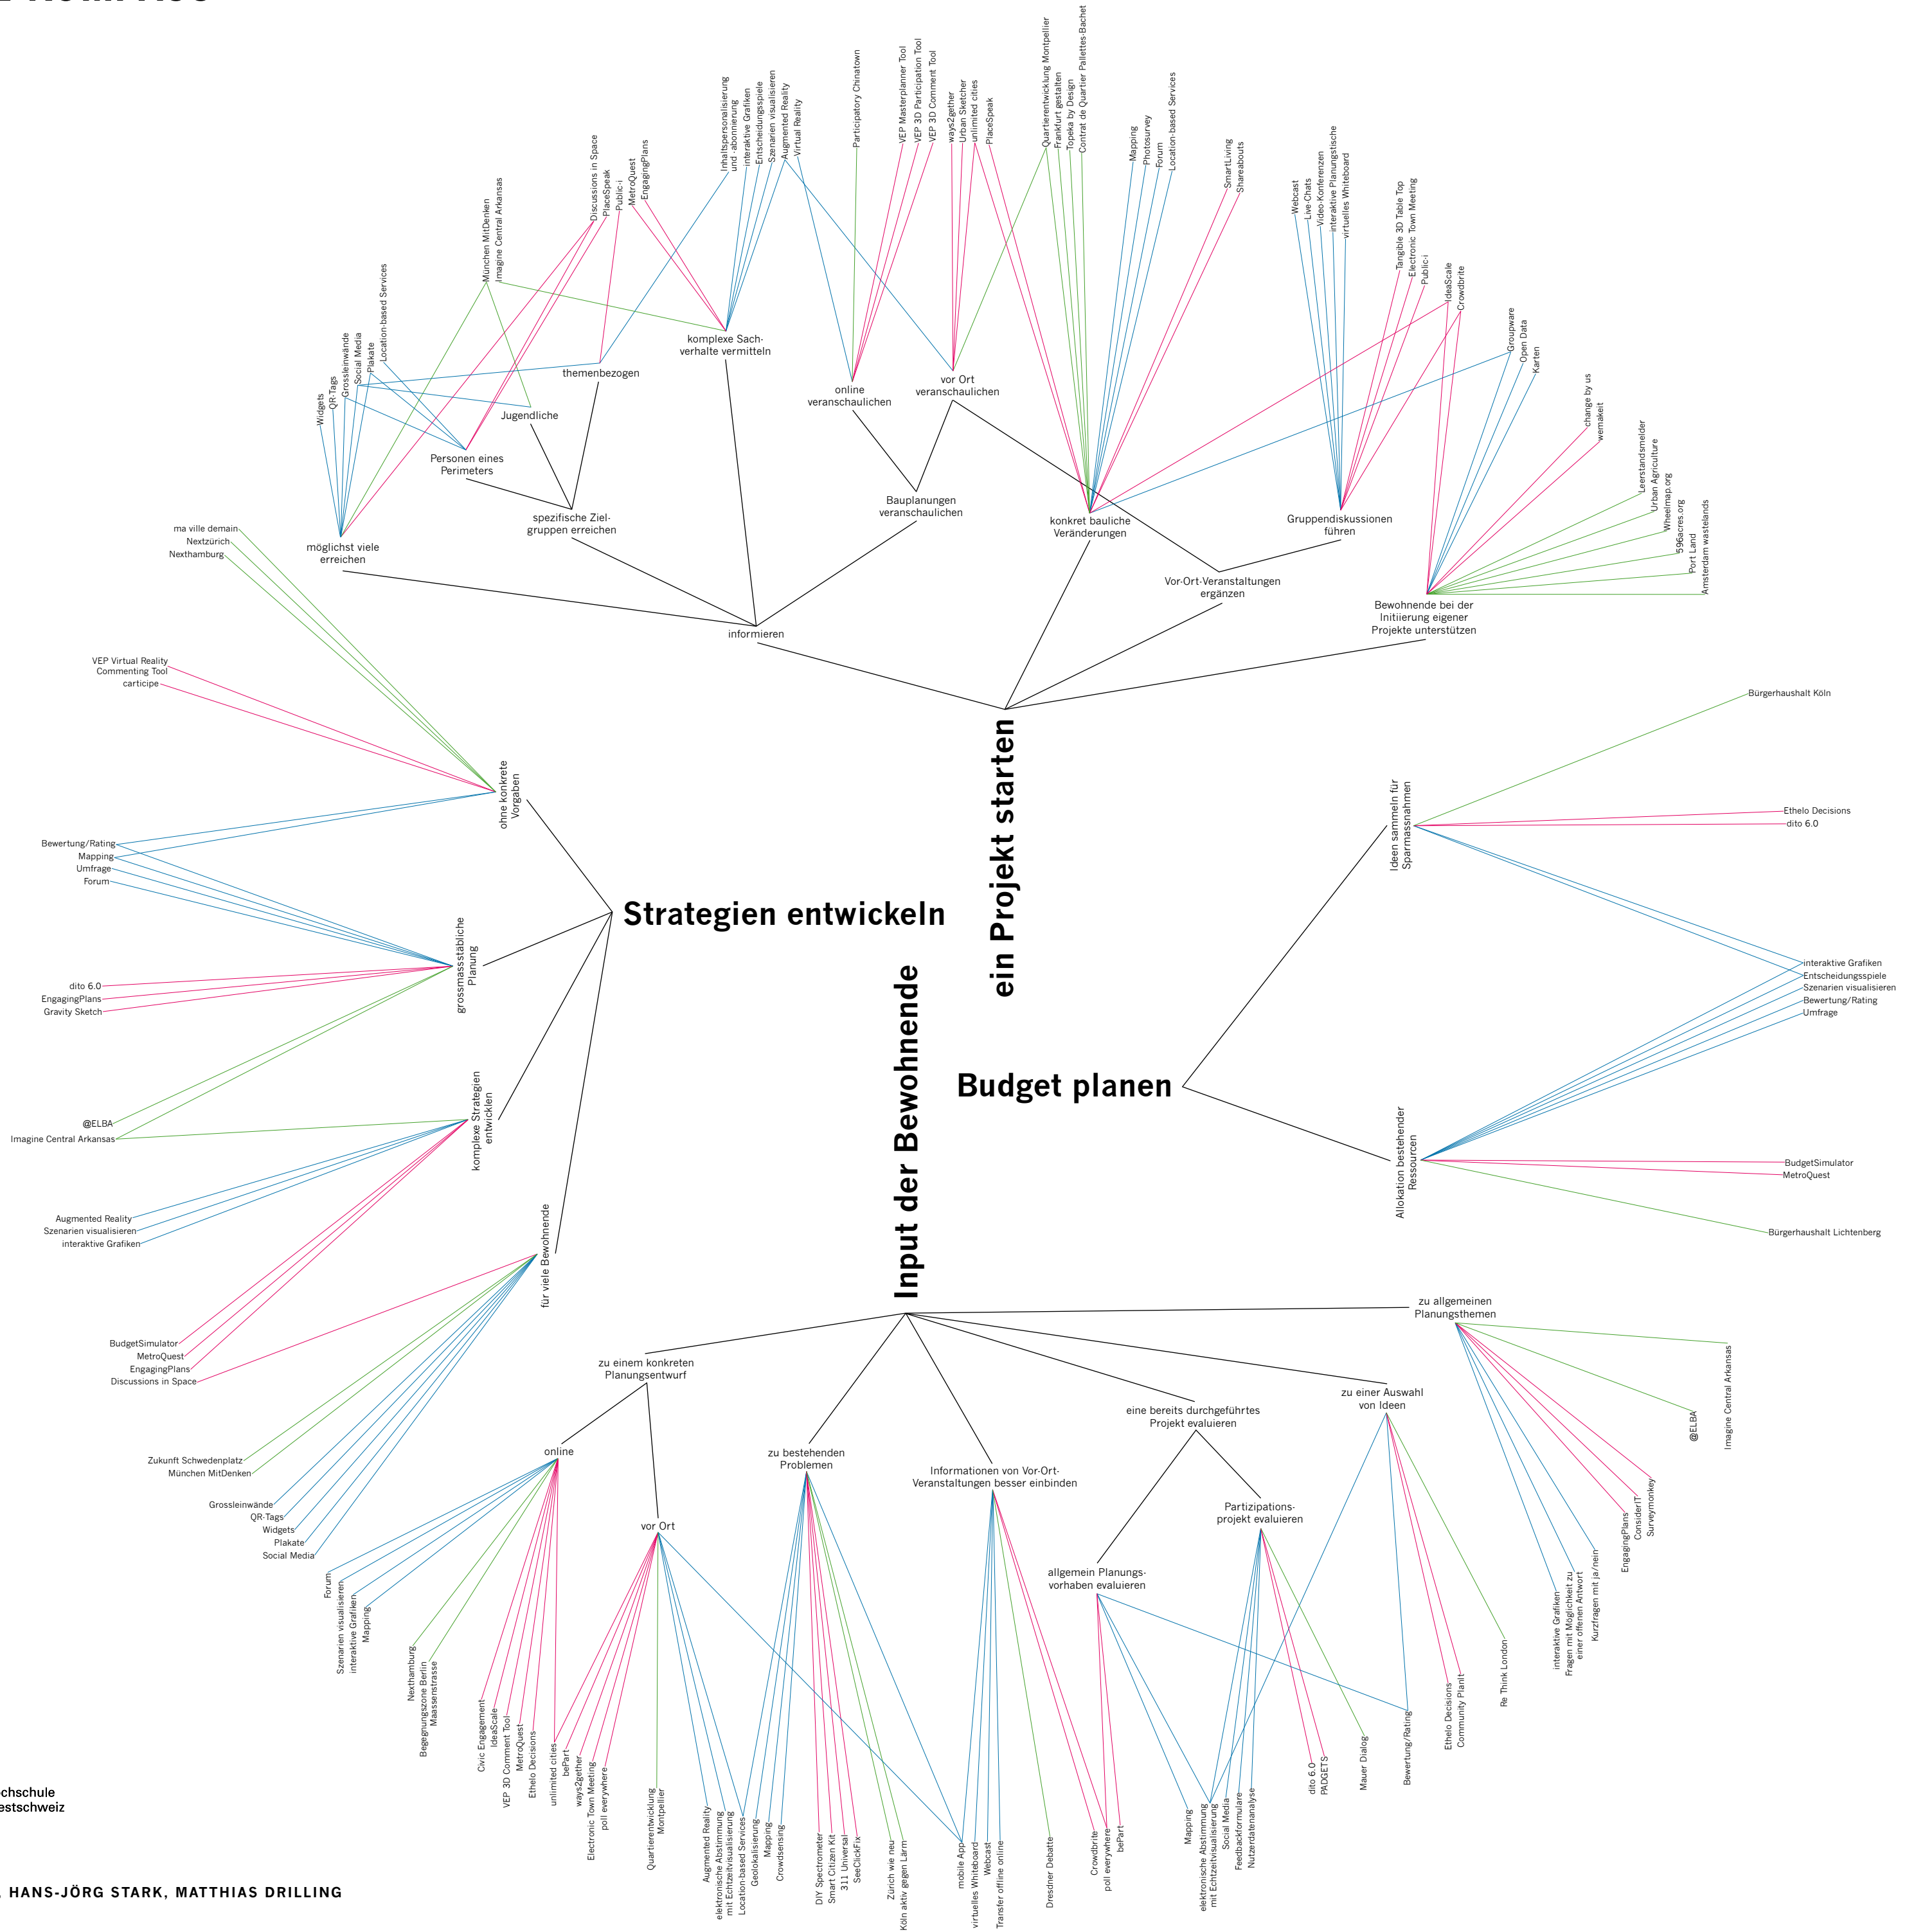 Quartierentwicklung Montpellier
Frankfurt gestalten
Topeka by Design
Contrat de Quartier Pallettes-Bachet
Participatory Chinatown
VEP Masterplanner Tool
VEP 3D Participation Tool
VEP 3D Comment Tool
ways2gether
Urban Sketcher
unlimited cities
PlaceSpeak
Inhaltspersonalisierung
und -abonnierung
interaktive Grafiken
Entscheidungsspiele
Szenarien visualisieren
Augmented Reality
Virtual Reality
Mapping
Photosurvey
Forum
Location-based Services
SmartLiving
Shareabouts
Discussions in Space
PlaceSpeak
Public-i
MetroQuest
EngagingPlans
Webcast
Live-Chats
Video-Konferenzen
interaktive Planungstische
virtuelles Whiteboard
München MitDenken
Imagine Central Arkansas
Tangible 3D Table Top
Electronic Town Meeting
Public-i
IdeaScale
Crowdbrite
Widgets
QR-Tags
Grossleinwände
Social Media
Plakate
Location-based Services
Groupware
Open Data
Karten
change by us
wemakeit
Leerstandsmelder
Urban Agriculture
Wheelmap.org
596acres.org
Port Land
Amsterdam wastelands
komplexe Sach-
verhalte vermitteln
themenbezogen
online
veranschaulichen
vor Ort
veranschaulichen
Jugendliche
Personen eines
Perimeters
Bauplanungen
veranschaulichen
spezifische Ziel-
gruppen erreichen
konkret bauliche
Veränderungen
Gruppendiskussionen
führen
möglichst viele
erreichen
Vor-Ort-Veranstaltungen
ergänzen
Bewohnende bei der
Initiierung eigener
Projekte unterstützen
informieren
ein Projekt starten
ma ville demain
Nextzürich
Nexthamburg
VEP Virtual Reality
Commenting Tool
carticipe
ohne konkrete
Vorgaben
Bewertung/Rating
Mapping
Umfrage
Forum
Strategien entwickeln
grossmassstäbliche
Planung
dito 6.0
EngagingPlans
Gravity Sketch
@ELBA
Imagine Central Arkansas
komplexe Strategien
entwicklen
Augmented Reality
Szenarien visualisieren
interaktive Grafiken
für viele Bewohnende
BudgetSimulator
MetroQuest
EngagingPlans
Discussions in Space
Zukunft Schwedenplatz
München MitDenken
Grossleinwände
QR-Tags
Widgets
Plakate
Social Media
Bürgerhaushalt Köln
Ideen sammeln für
Sparmassnahmen
Ethelo Decisions
dito 6.0
interaktive Grafiken
Entscheidungsspiele
Szenarien visualisieren
Bewertung/Rating
Umfrage
Budget planen
Allokation bestehender
Ressourcen
BudgetSimulator
MetroQuest
Bürgerhaushalt Lichtenberg
Input der Bewohnende
zu allgemeinen
Planungsthemen
zu einem konkreten
Planungsentwurf
zu einer Auswahl
von Ideen
eine bereits durchgeführtes
Projekt evaluieren
online
zu bestehenden
Problemen
Informationen von Vor-Ort-
Veranstaltungen besser einbinden
vor Ort
Partizipations-
projekt evaluieren
allgemein Planungs-
vorhaben evaluieren
Forum
Szenarien visualisieren
interaktive Grafiken
Mapping
Nexthamburg
Begegnungszone Berlin
Maassenstrasse
Civic Engagement
IdeaScale
VEP 3D Comment Tool
MetroQuest
Ethelo Decisions
unlimited cities
bePart
ways2gether
Electronic Town Meeting
poll everywhere
Quartierentwicklung
Montpellier
Augmented Reality
elektronische Abstimmung
mit Echtzeitvisualisierung
Location-based Services
Geolokalisierung
Mapping
Crowdsensing
DIY Spectrometer
Smart Citizen Kit
311 Universal
SeeClickFix
Zürich wie neu
Köln aktiv gegen Lärm
mobile App
virtuelles Whiteboard
Webcast
Transfer offline online
Dresdner Debatte
Crowdbrite
poll everywhere
bePart
Mapping
elektronische Abstimmung
mit Echtzeitvisualisierung
Social Media
Feedbackformulare
Nutzerdatenanalyse
dito 6.0
PADGETS
Mauer Dialog
Bewertung/Rating
Ethelo Decisions
Community PlanIt
Re Think London
interaktive Grafiken
Fragen mit Möglichkeit zu
einer offenen Antwort
Kurzfragen mit ja/nein
EngagingPlans
ConsiderIT
Surveymonkey
@ELBA
Imagine Central Arkansas
chschule
estschweiz
, HANS-JÖRG STARK, MATTHIAS DRILLING